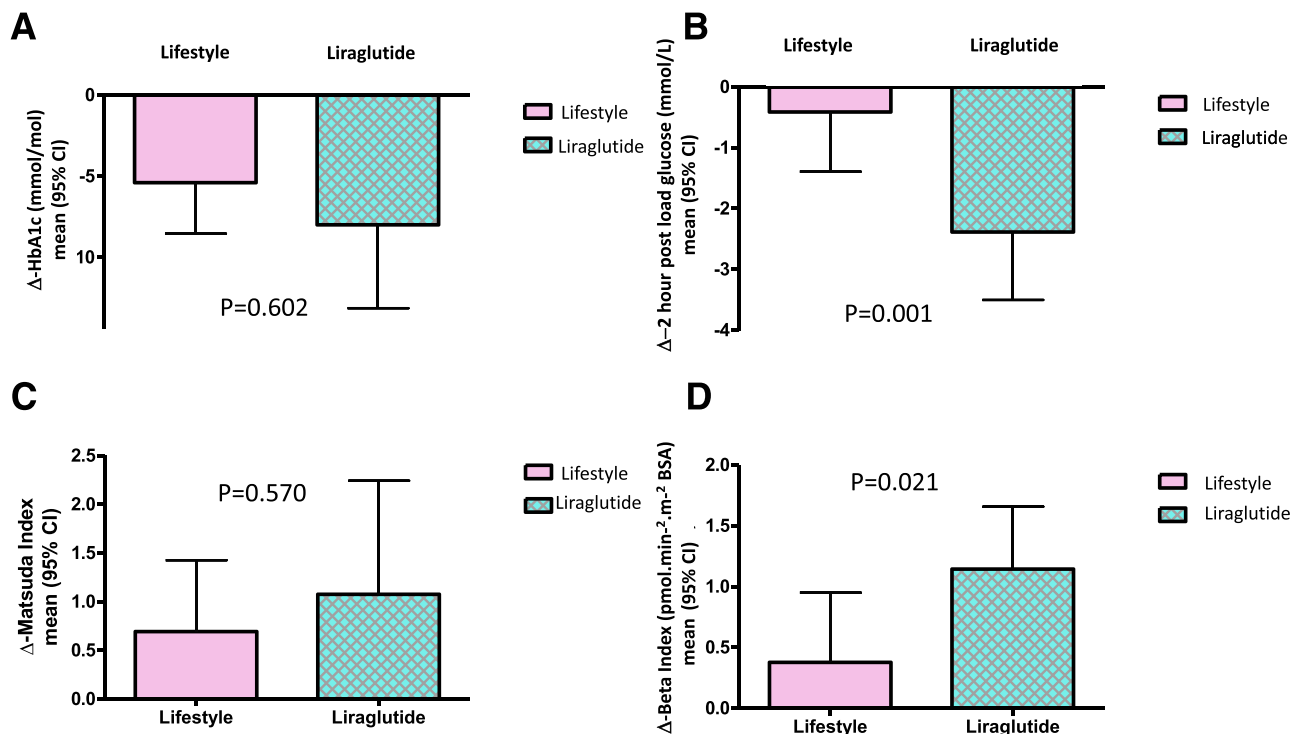 A
Lifestyle
Liraglutide
Δ-HbA1c (mmol/mol)
mean (95% CI)
0
-5
10
P=0.602
Lifestyle
Liraglutide
B
Lifestyle
Liraglutide
Δ–2 hour post load glucose (mmol/L)
mean (95% CI)
0
-1
-2
-3
-4
P=0.001
Lifestyle
Liraglutide
C
Δ-Matsuda Index
mean (95% CI)
2.5
2.0
1.5
1.0
0.5
0.0
P=0.570
Lifestyle
Liraglutide
Lifestyle
Liraglutide
D
Δ-Beta Index (pmol.min-².m-² BSA)
mean (95% CI)
2.0
1.5
1.0
0.5
0.0
P=0.021
Lifestyle
Liraglutide
Lifestyle
Liraglutide